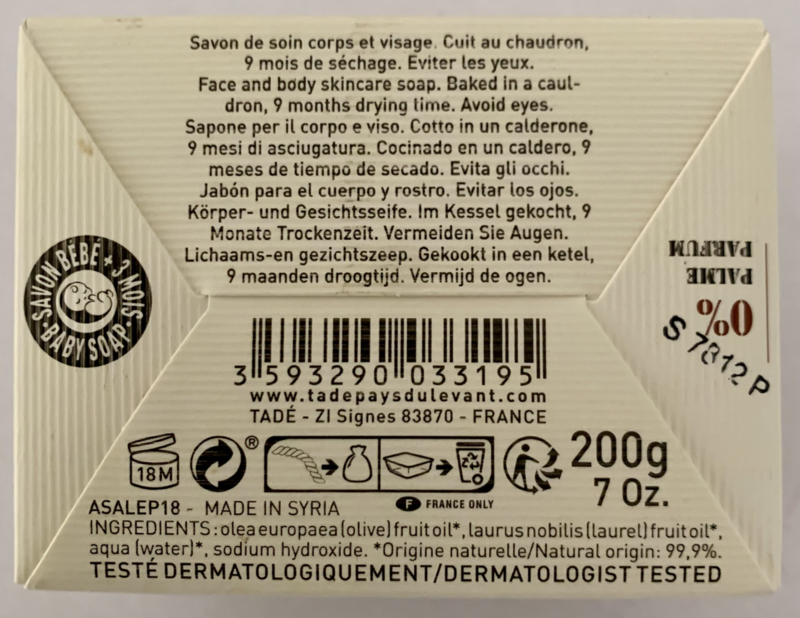 Savon de soin corps et visage. Cuit au chaudron,
9 mois de séchage. Eviter les yeux.
Face and body skincare soap. Baked in a caul-
dron, 9 months drying time. Avoid eyes.
Sapone per il corpo e viso. Cotto in un calderone,
9 mesi di asciugatura. Cocinado en un caldero, 9
meses de tiempo de secado. Evita gli occhi.
Jabón para el cuerpo y rostro. Evitar los ojos.
Körper- und Gesichtsseife. Im Kessel gekocht, 9
Monate Trockenzeit. Vermeiden Sie Augen.
Lichaams-en gezichtszeep. Gekookt in een ketel,
9 maanden droogtijd. Vermijd de ogen.
SAVON BÉBÉ + 3 MOIS
BABY SOAP
0%
PALME
PARFUM
S 7812 P
3 593290 033195
www.tadepaysdulevant.com
TADÉ - ZI Signes 83870 - FRANCE
18M
®
200g
7 Oz.
F FRANCE ONLY
ASALEP18 - MADE IN SYRIA
INGREDIENTS : olea europaea (olive) fruit oil*, laurus nobilis (laurel) fruit oil*,
aqua (water)*, sodium hydroxide. *Origine naturelle/Natural origin: 99,9%.
TESTÉ DERMATOLOGIQUEMENT/DERMATOLOGIST TESTED